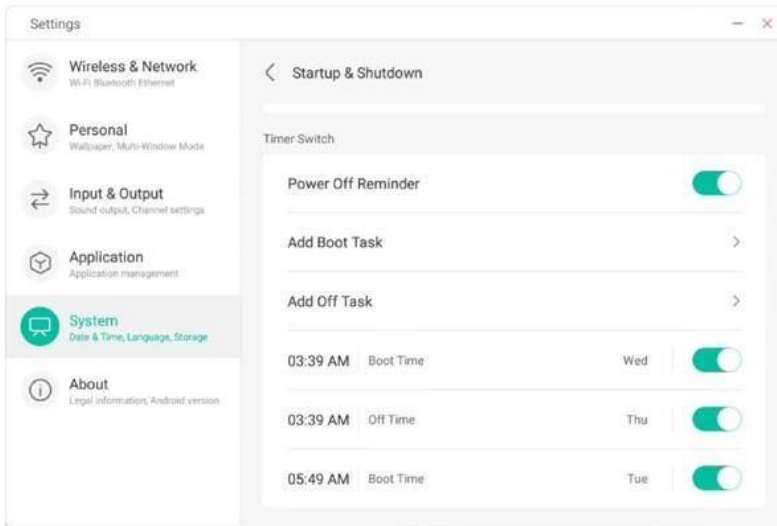 Settings
Wireless & Network
Wi-Fi Bluetooth Ethernet
Personal
Wallpaper, Multi-Window Mode
Input & Output
Sound output, Channel settings
Application
Application management
System
Date & Time, Language, Storage
About
Legal information, Android version
Startup & Shutdown
Timer Switch
Power Off Reminder
Add Boot Task
Add Off Task
03:39 AM Boot Time Wed
03:39 AM Off Time Thu
05:49 AM Boot Time Tue